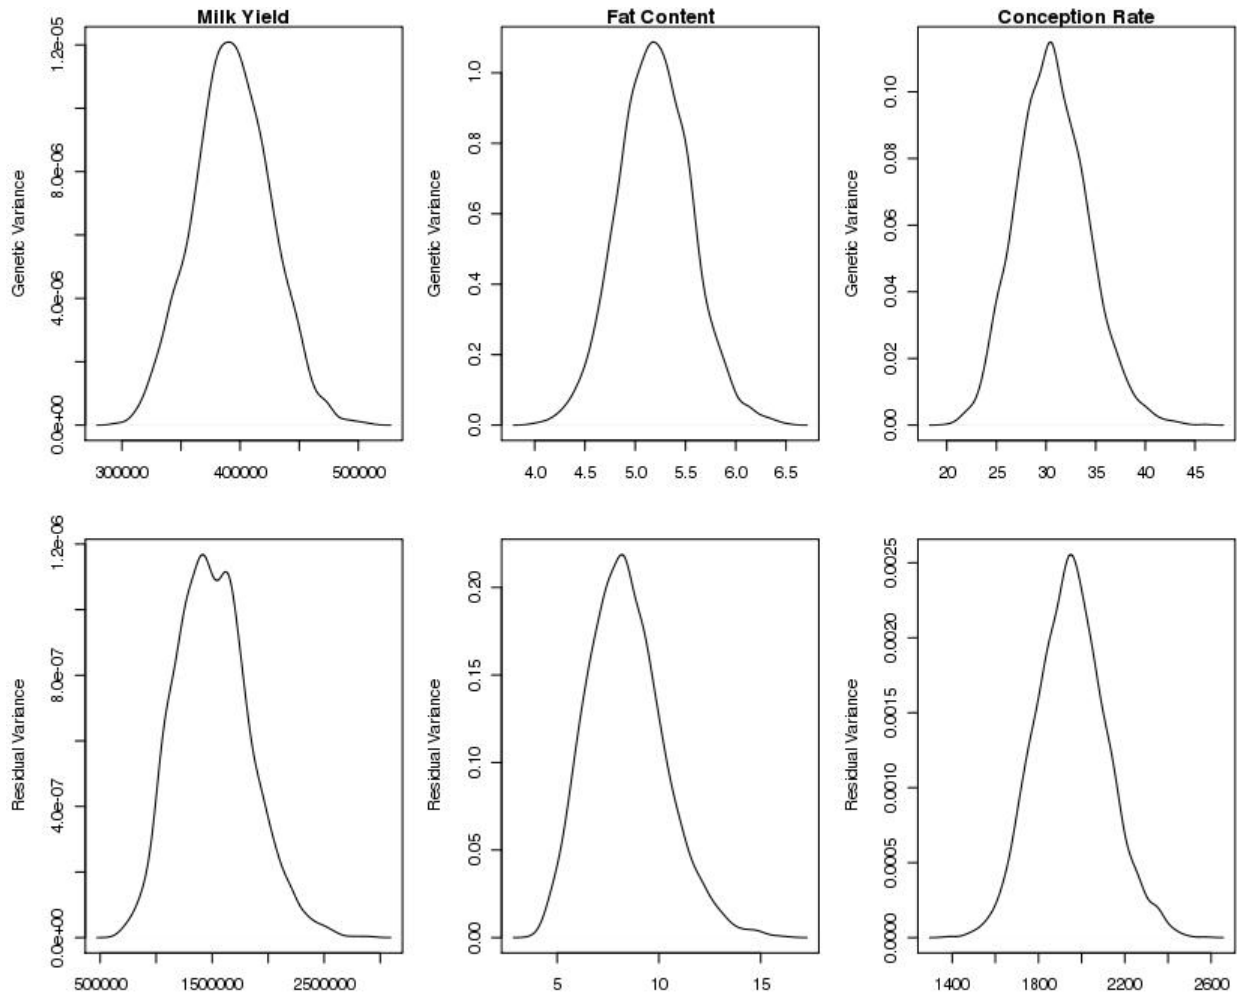 Milk Yield
Fat Content
Conception Rate
Genetic Variance
0.0e+00 4.0e-06 8.0e-06 1.2e-05
300000 400000 500000
Genetic Variance
0.0 0.2 0.4 0.6 0.8 1.0
4.0 4.5 5.0 5.5 6.0 6.5
Genetic Variance
0.00 0.02 0.04 0.06 0.08 0.10
20 25 30 35 40 45
Residual Variance
0.0e+00 4.0e-07 8.0e-07 1.2e-06
500000 1500000 2500000
Residual Variance
0.00 0.05 0.10 0.15 0.20
5 10 15
Residual Variance
0.0000 0.0005 0.0010 0.0015 0.0020 0.0025
1400 1800 2200 2600